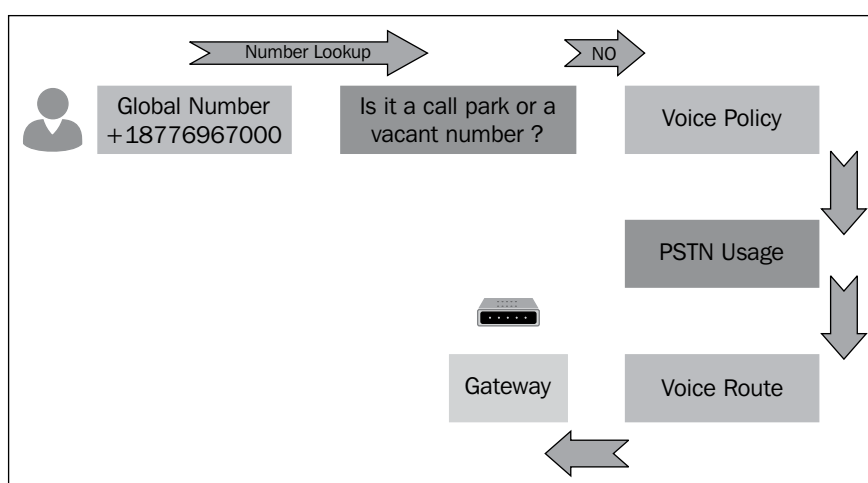 Number Lookup
NO
Global Number
+18776967000
Is it a call park or a
vacant number ?
Voice Policy
PSTN Usage
Gateway
Voice Route